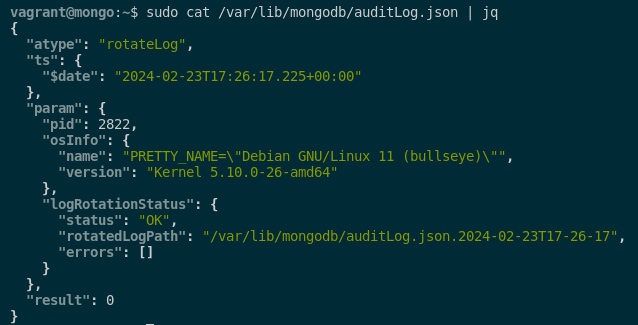 vagrant@mongo:~$ sudo cat /var/lib/mongodb/auditLog.json | jq
{
  "atype": "rotateLog",
  "ts": {
    "$date": "2024-02-23T17:26:17.225+00:00"
  },
  "param": {
    "pid": 2822,
    "osInfo": {
      "name": "PRETTY_NAME=\"Debian GNU/Linux 11 (bullseye)\"",
      "version": "Kernel 5.10.0-26-amd64"
    },
    "logRotationStatus": {
      "status": "OK",
      "rotatedLogPath": "/var/lib/mongodb/auditLog.json.2024-02-23T17-26-17",
      "errors": []
    }
  },
  "result": 0
}